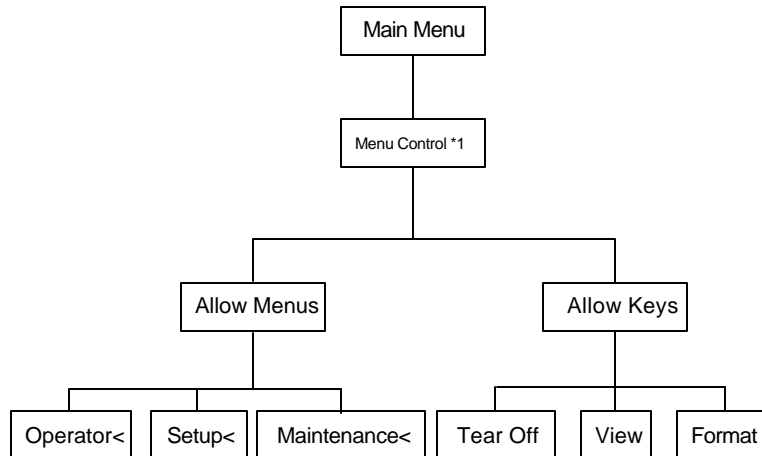 Main Menu
Menu Control *1
Allow Menus
Allow Keys
Operator<
Setup<
Maintenance<
Tear Off
View
Format